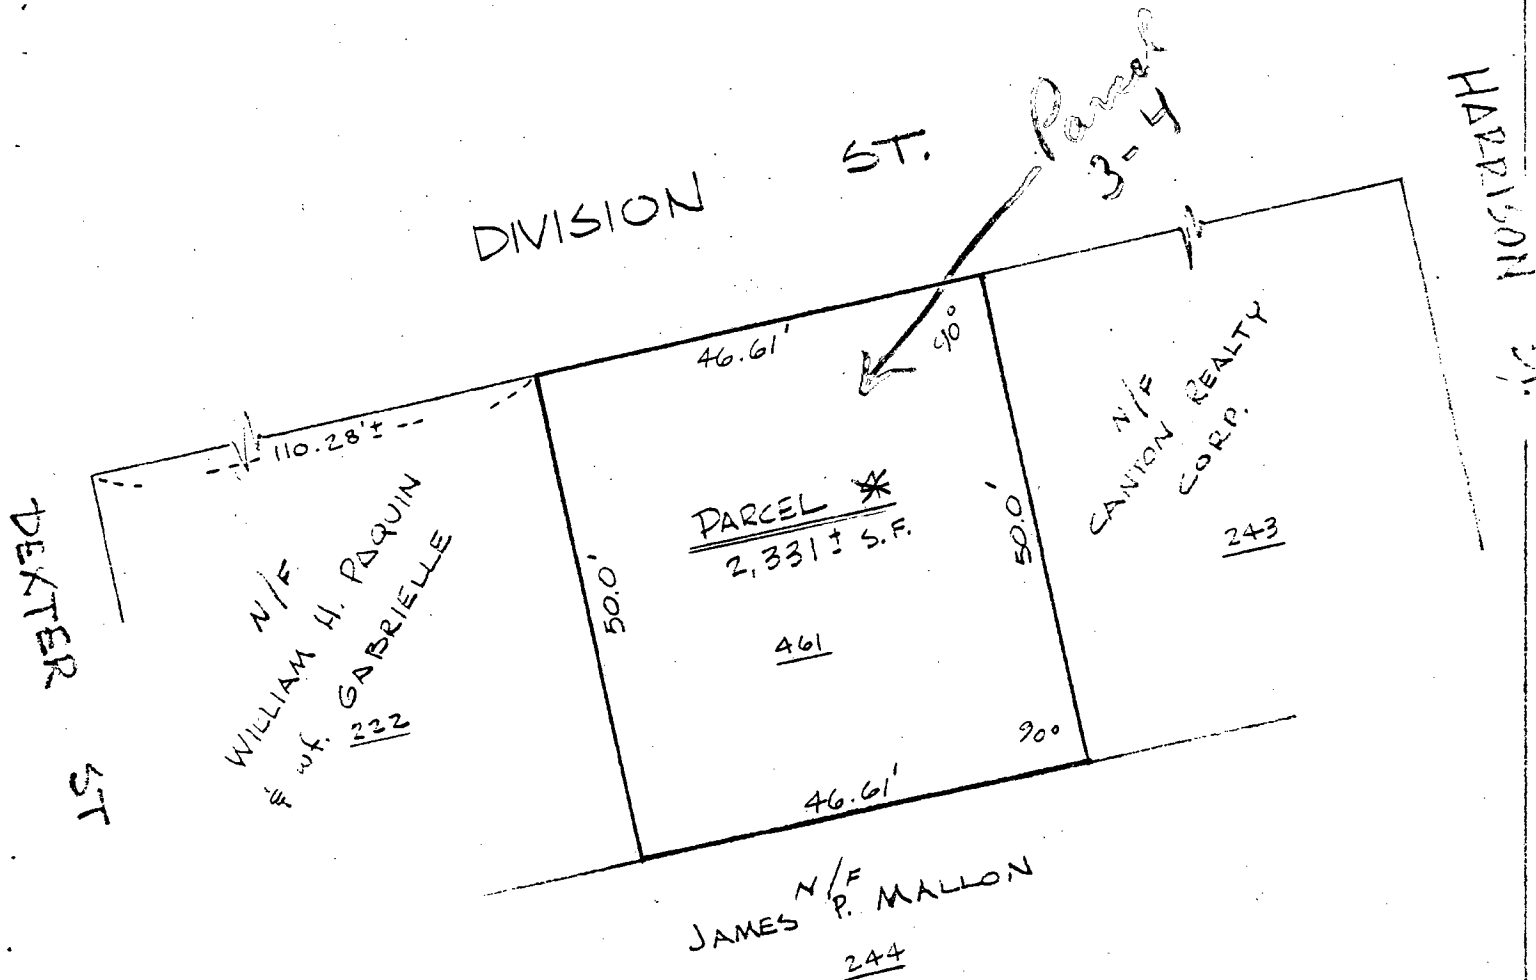 DIVISION ST.
Parcel
3-4
HARRISON ST.
46.61'
90°
110.28'±
N/F
CANTON REALTY
CORP.
243
PARCEL *
2,331± S.F.
50.0'
50.0'
461
DEXTER ST
N/F
WILLIAM H. PAQUIN
& wf. GABRIELLE
222
90°
46.61'
N/F
JAMES P. MALLON
244